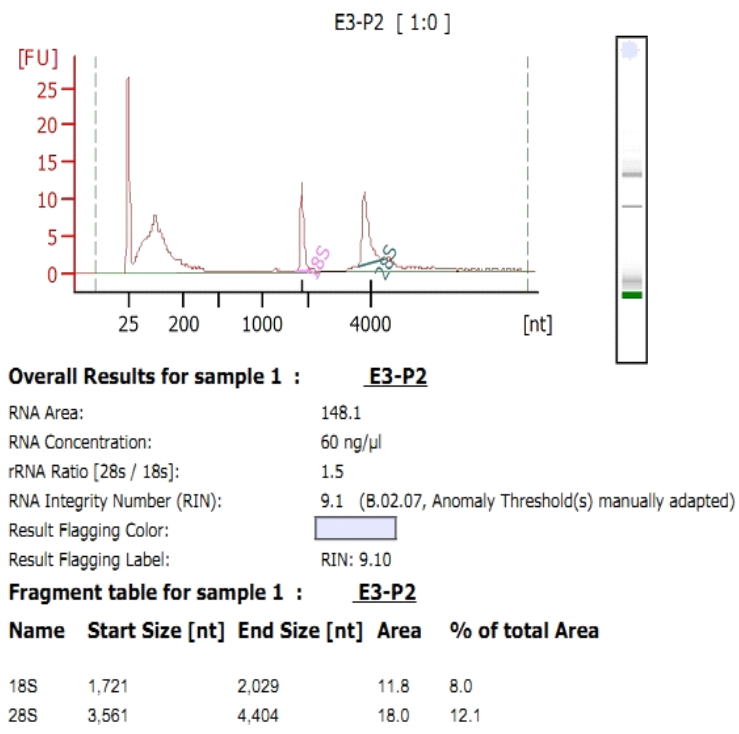 E3-P2 [ 1:0 ]
[FU]
25
20
15
10
5
0
18S
28S
25 200 1000 4000 [nt]
Overall Results for sample 1 : E3-P2
RNA Area: 148.1
RNA Concentration: 60 ng/µl
rRNA Ratio [28s / 18s]: 1.5
RNA Integrity Number (RIN): 9.1 (B.02.07, Anomaly Threshold(s) manually adapted)
Result Flagging Color:
Result Flagging Label: RIN: 9.10
Fragment table for sample 1 : E3-P2
Name Start Size [nt] End Size [nt] Area % of total Area
18S 1,721 2,029 11.8 8.0
28S 3,561 4,404 18.0 12.1